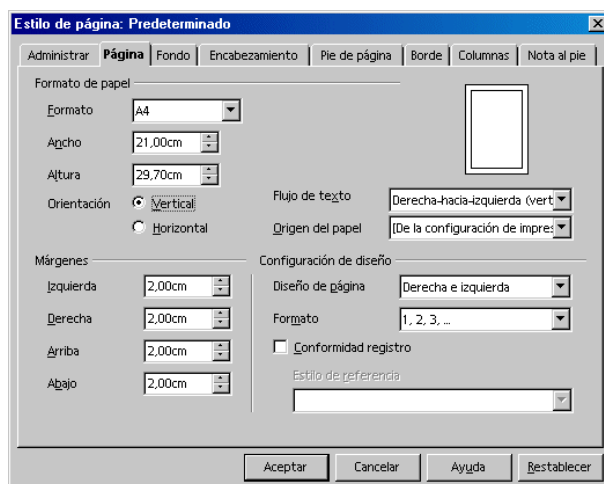 Estilo de página: Predeterminado
Administrar Página Fondo Encabezamiento Pie de página Borde Columnas Nota al pie
Formato de papel
Formato A4
Ancho 21,00cm
Altura 29,70cm
Orientación Vertical
Horizontal
Flujo de texto Derecha-hacia-izquierda (vert
Origen del papel [De la configuración de impres
Márgenes
Izquierda 2,00cm
Derecha 2,00cm
Arriba 2,00cm
Abajo 2,00cm
Configuración de diseño
Diseño de página Derecha e izquierda
Formato 1, 2, 3, ...
Conformidad registro
Estilo de referencia
Aceptar Cancelar Ayuda Restablecer